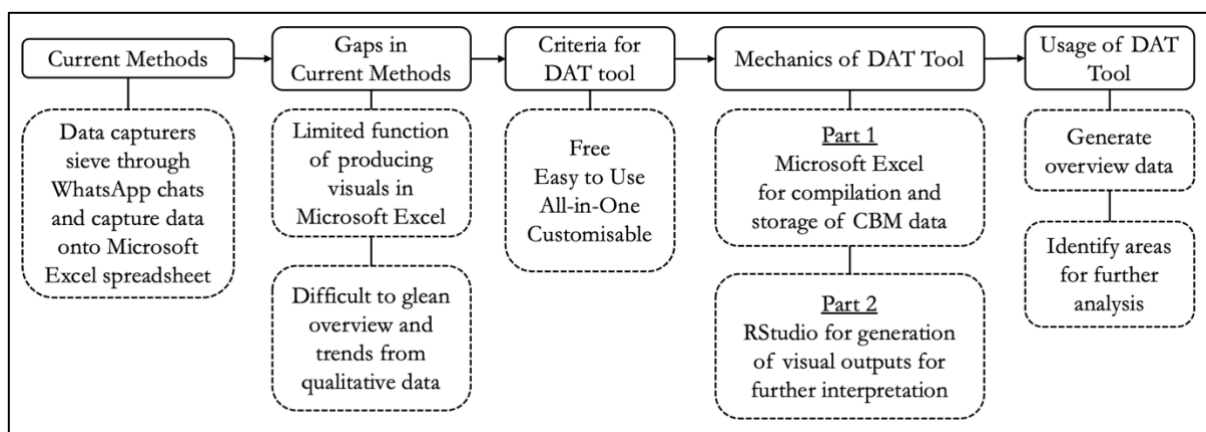 Current Methods
Data capturers
sieve through
WhatsApp chats
and capture data
onto Microsoft
Excel spreadsheet
Gaps in
Current Methods
Limited function
of producing
visuals in
Microsoft Excel
Difficult to glean
overview and
trends from
qualitative data
Criteria for
DAT tool
Free
Easy to Use
All-in-One
Customisable
Mechanics of DAT Tool
Part 1
Microsoft Excel
for compilation and
storage of CBM data
Part 2
RStudio for generation
of visual outputs for
further interpretation
Usage of DAT
Tool
Generate
overview data
Identify areas
for further
analysis